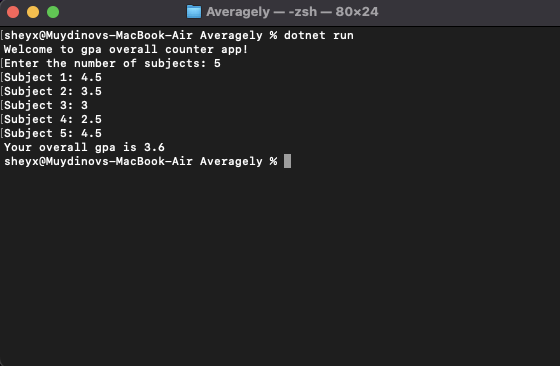 Averagely — -zsh — 80×24
sheyx@Muydinovs-MacBook-Air Averagely % dotnet run
Welcome to gpa overall counter app!
Enter the number of subjects: 5
Subject 1: 4.5
Subject 2: 3.5
Subject 3: 3
Subject 4: 2.5
Subject 5: 4.5
Your overall gpa is 3.6
sheyx@Muydinovs-MacBook-Air Averagely %